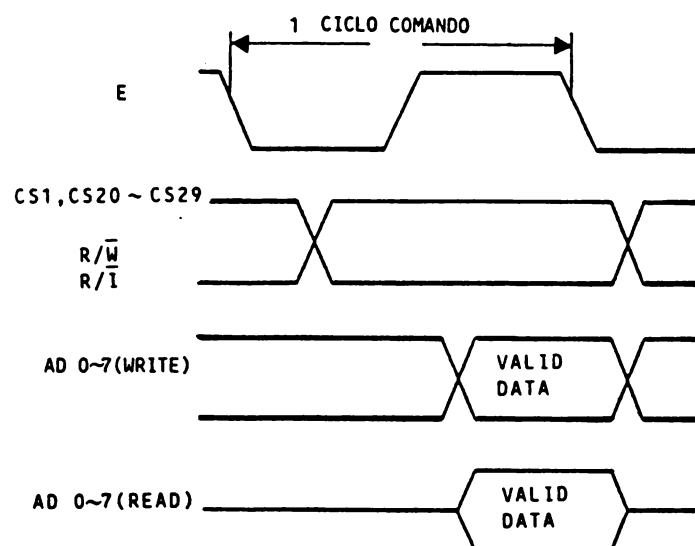 1 CICLO COMANDO
E
CS1,CS20 ~ CS29
R/W̅
R/I̅
AD 0~7(WRITE)
VALID
DATA
AD 0~7(READ)
VALID
DATA